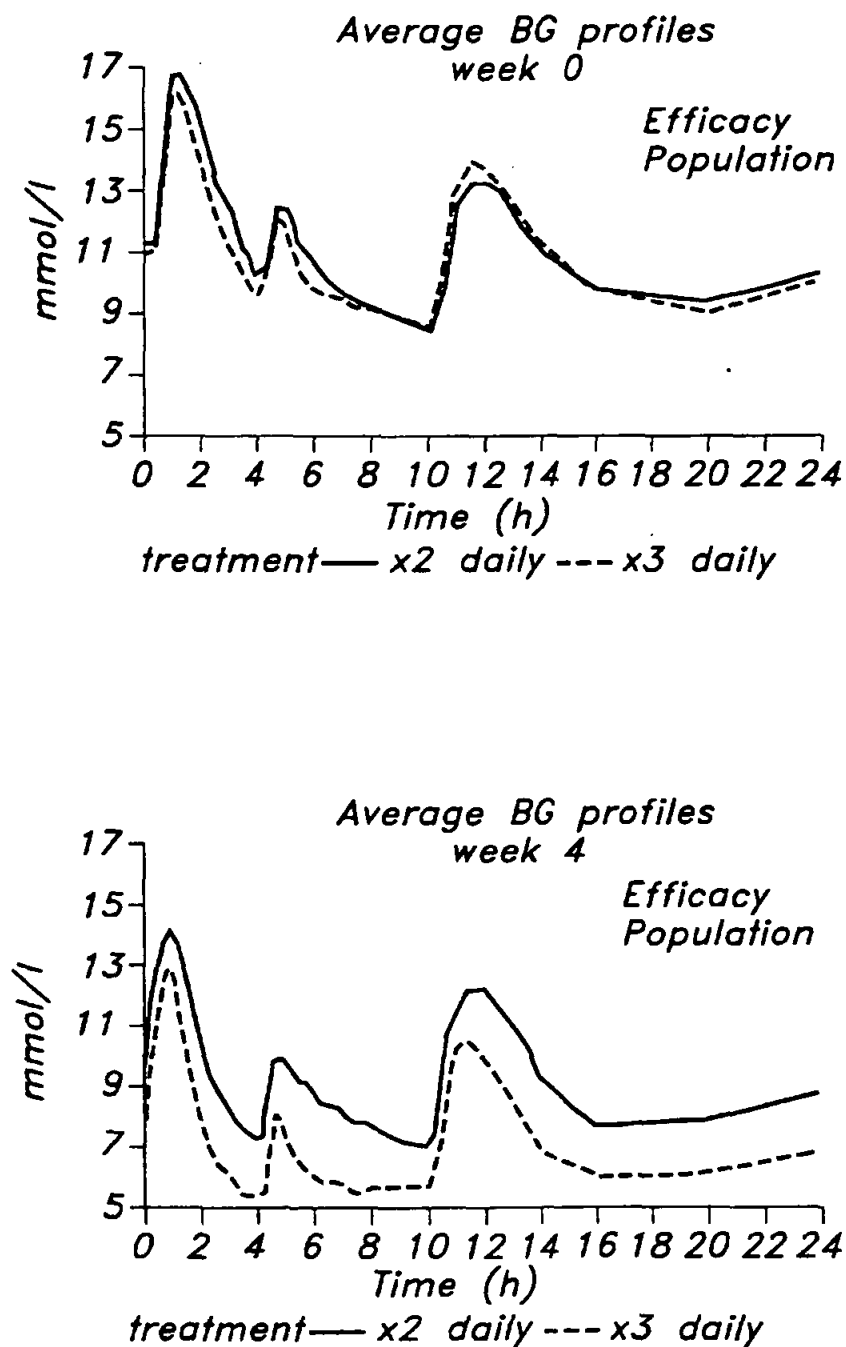 Average BG profiles
week 0
17
15
13
11
9
7
5
mmol/l
Efficacy
Population
0 2 4 6 8 10 12 14 16 18 20 22 24
Time (h)
treatment — x2 daily --- x3 daily
Average BG profiles
week 4
17
15
13
11
9
7
5
mmol/l
Efficacy
Population
0 2 4 6 8 10 12 14 16 18 20 22 24
Time (h)
treatment — x2 daily --- x3 daily